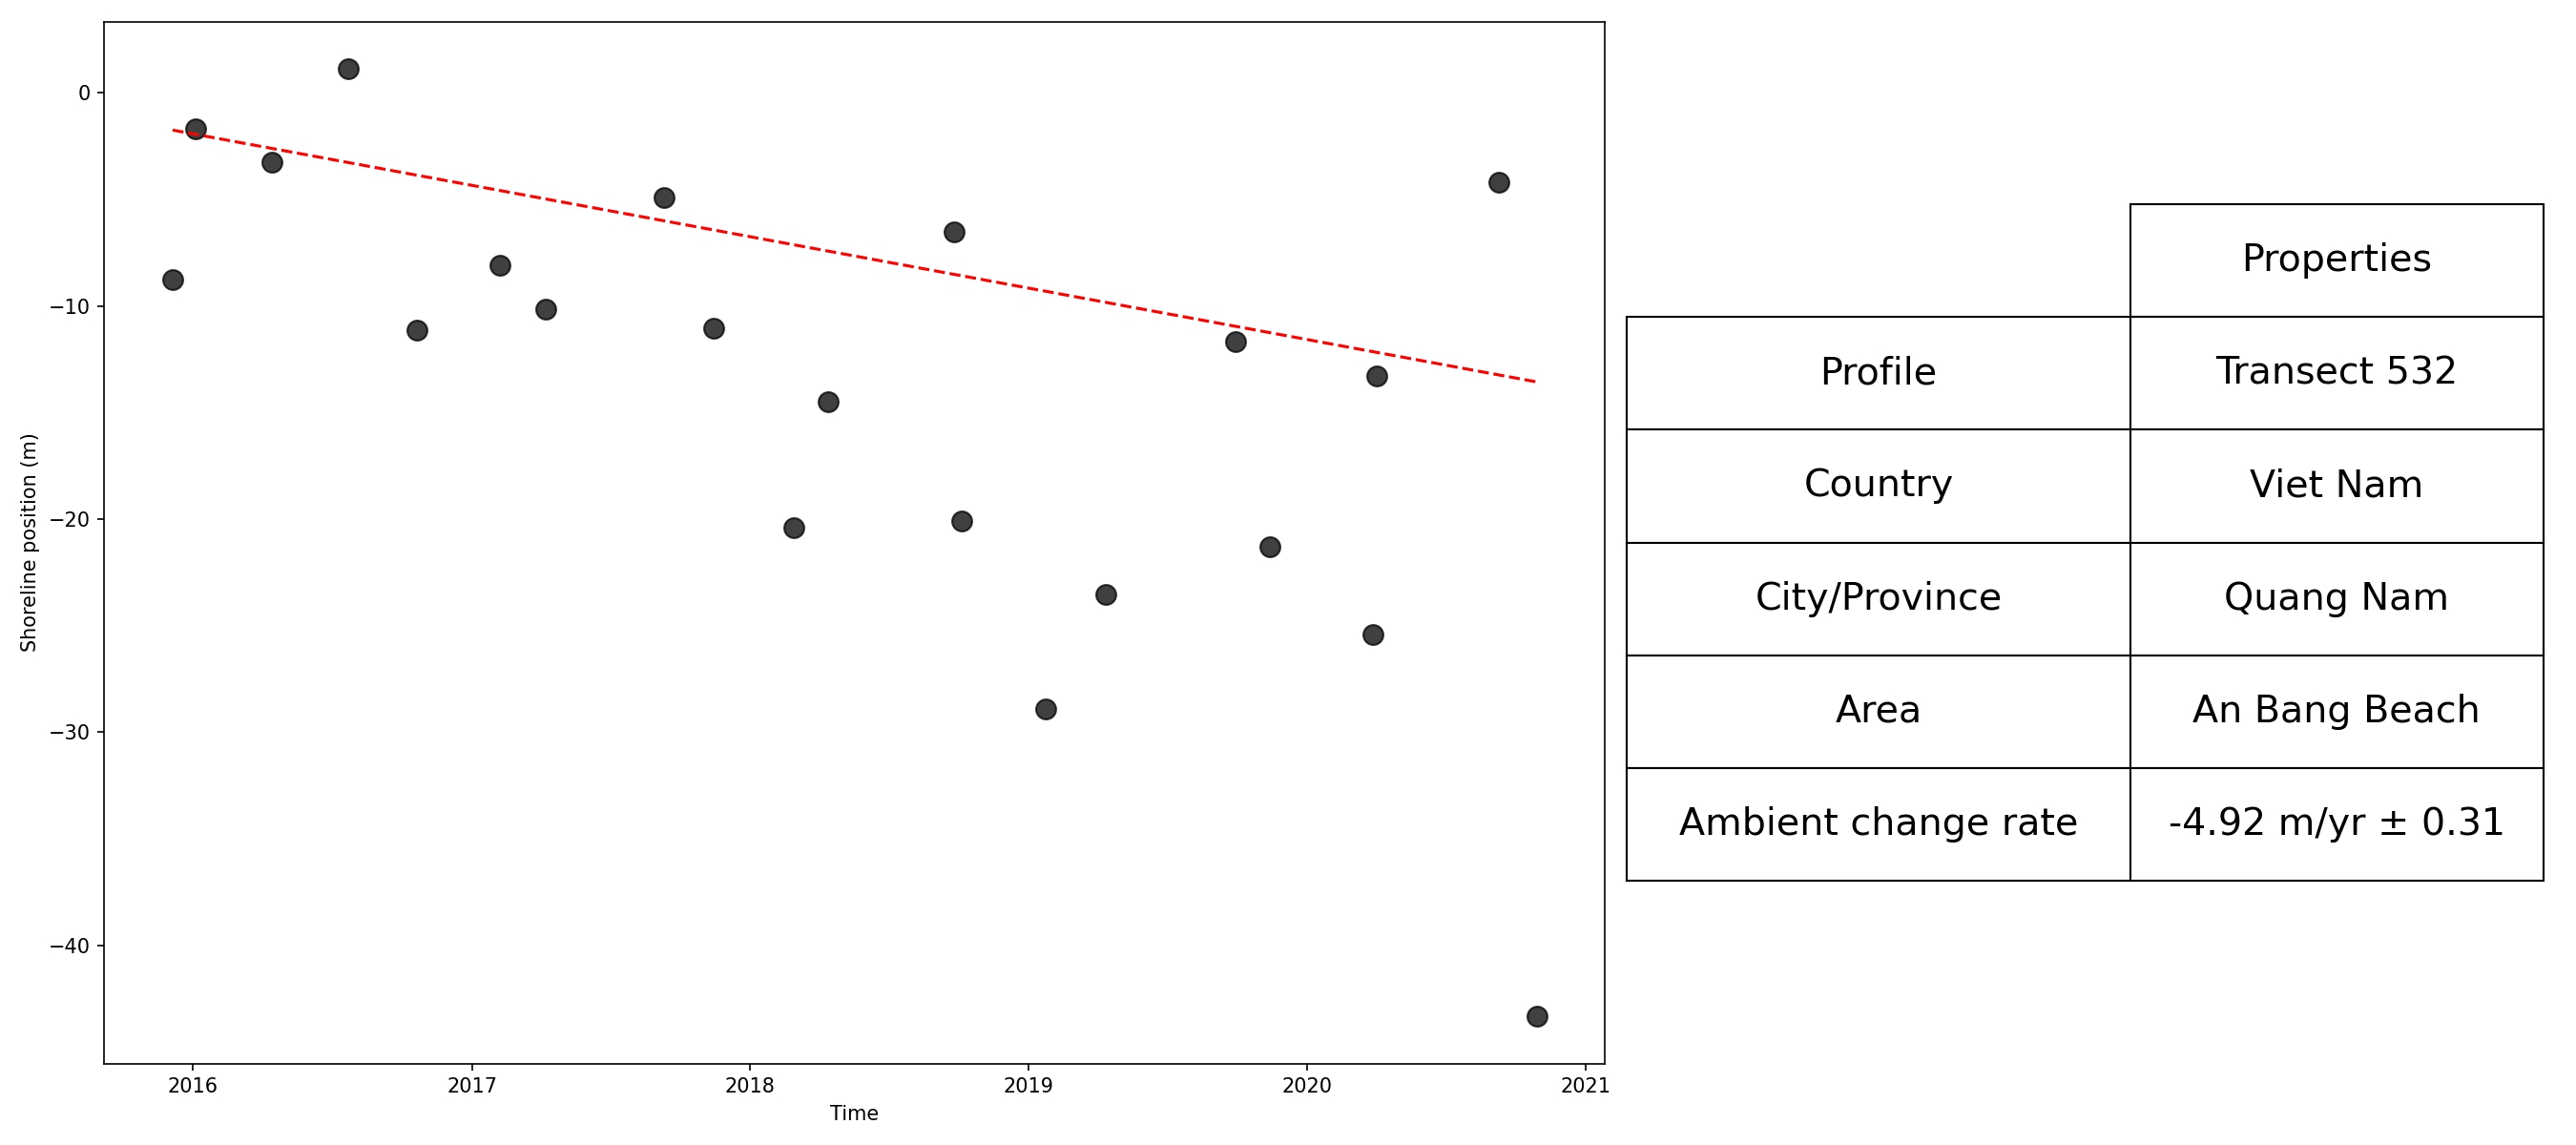 0
−10
−20
−30
−40
Shoreline position (m)
2016 2017 2018 2019 2020 2021
Time
Properties
Profile Transect 532
Country Viet Nam
City/Province Quang Nam
Area An Bang Beach
Ambient change rate -4.92 m/yr ± 0.31